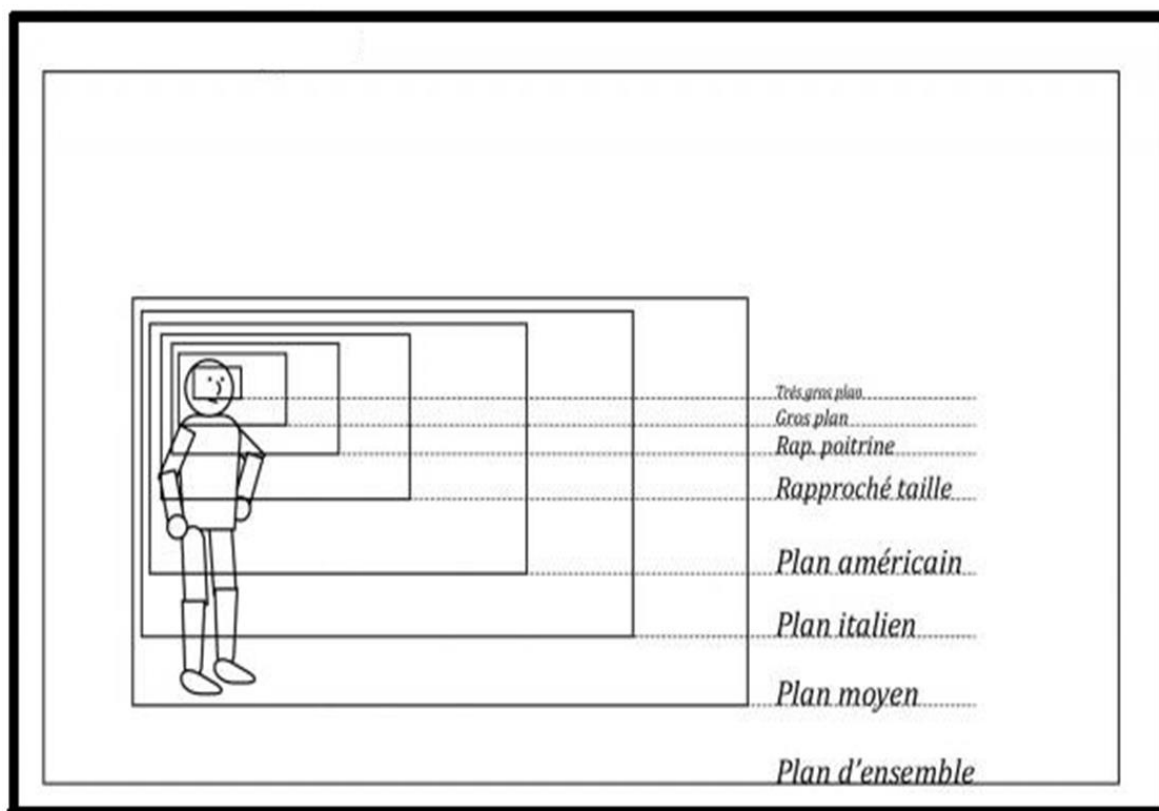 Très gros plan
Gros plan
Rap. poitrine
Rapproché taille
Plan américain
Plan italien
Plan moyen
Plan d'ensemble